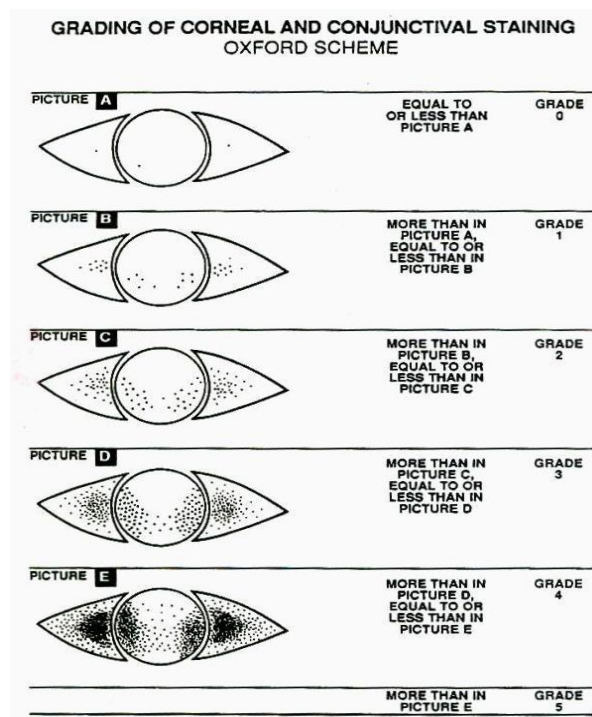 GRADING OF CORNEAL AND CONJUNCTIVAL STAINING
OXFORD SCHEME
PICTURE A
EQUAL TO
OR LESS THAN
PICTURE A
GRADE
0
PICTURE B
MORE THAN IN
PICTURE A,
EQUAL TO OR
LESS THAN IN
PICTURE B
GRADE
1
PICTURE C
MORE THAN IN
PICTURE B,
EQUAL TO OR
LESS THAN IN
PICTURE C
GRADE
2
PICTURE D
MORE THAN IN
PICTURE C,
EQUAL TO OR
LESS THAN IN
PICTURE D
GRADE
3
PICTURE E
MORE THAN IN
PICTURE D,
EQUAL TO OR
LESS THAN IN
PICTURE E
GRADE
4
MORE THAN IN
PICTURE E
GRADE
5